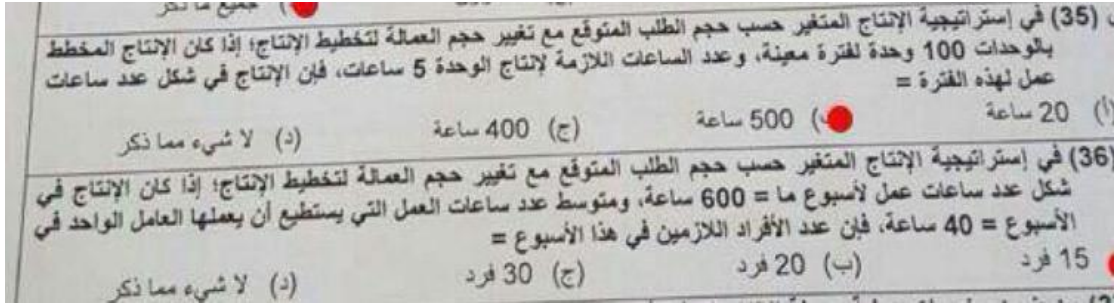 جميع ما ذكر
(35) في إستراتيجية الإنتاج المتغير حسب حجم الطلب المتوقع مع تغيير حجم العمالة لتخطيط الإنتاج؛ إذا كان الإنتاج المخطط
بالوحدات 100 وحدة لفترة معينة، وعدد الساعات اللازمة لإنتاج الوحدة 5 ساعات، فإن الإنتاج في شكل عدد ساعات
عمل لهذه الفترة =
(أ) 20 ساعة 500 ساعة (ج) 400 ساعة (د) لا شيء مما ذكر
(36) في إستراتيجية الإنتاج المتغير حسب حجم الطلب المتوقع مع تغيير حجم العمالة لتخطيط الإنتاج؛ إذا كان الإنتاج في
شكل عدد ساعات عمل لأسبوع ما = 600 ساعة، ومتوسط عدد ساعات العمل التي يستطيع أن يعملها العامل الواحد في
الأسبوع = 40 ساعة، فإن عدد الأفراد اللازمين في هذا الأسبوع =
15 فرد (ب) 20 فرد (ج) 30 فرد (د) لا شيء مما ذكر